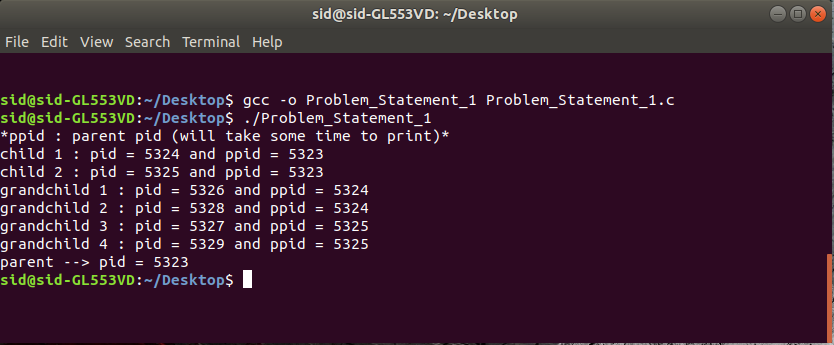 sid@sid-GL553VD: ~/Desktop
File Edit View Search Terminal Help
sid@sid-GL553VD:~/Desktop$ gcc -o Problem_Statement_1 Problem_Statement_1.c
sid@sid-GL553VD:~/Desktop$ ./Problem_Statement_1
*ppid : parent pid (will take some time to print)*
child 1 : pid = 5324 and ppid = 5323
child 2 : pid = 5325 and ppid = 5323
grandchild 1 : pid = 5326 and ppid = 5324
grandchild 2 : pid = 5328 and ppid = 5324
grandchild 3 : pid = 5327 and ppid = 5325
grandchild 4 : pid = 5329 and ppid = 5325
parent --> pid = 5323
sid@sid-GL553VD:~/Desktop$